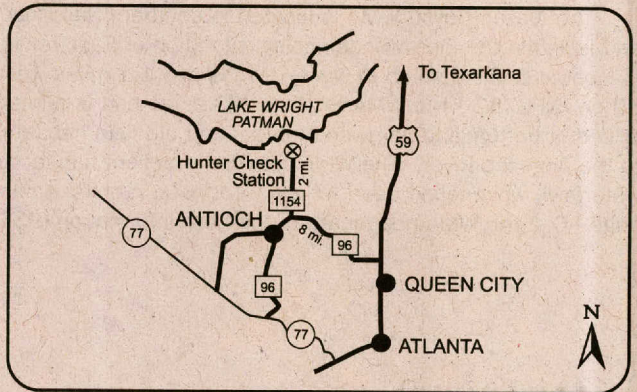 To Texarkana
LAKE WRIGHT
PATMAN
59
Hunter Check
Station
2 mi.
1154
ANTIOCH
8 mi.
96
77
96
QUEEN CITY
77
N
ATLANTA